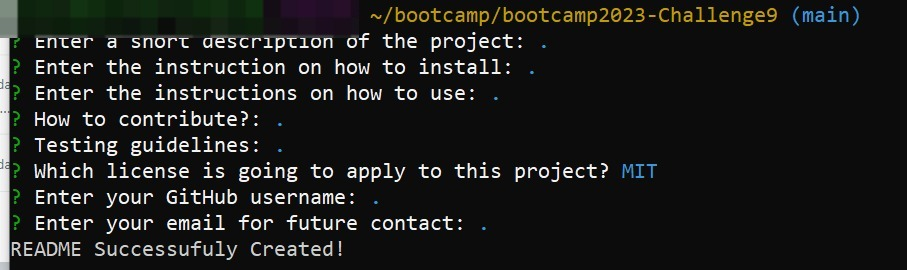 ~/bootcamp/bootcamp2023-Challenge9 (main)
? Enter a short description of the project: .
? Enter the instruction on how to install: .
? Enter the instructions on how to use: .
? How to contribute?: .
? Testing guidelines: .
? Which license is going to apply to this project? MIT
? Enter your GitHub username: .
? Enter your email for future contact: .
README Successufuly Created!